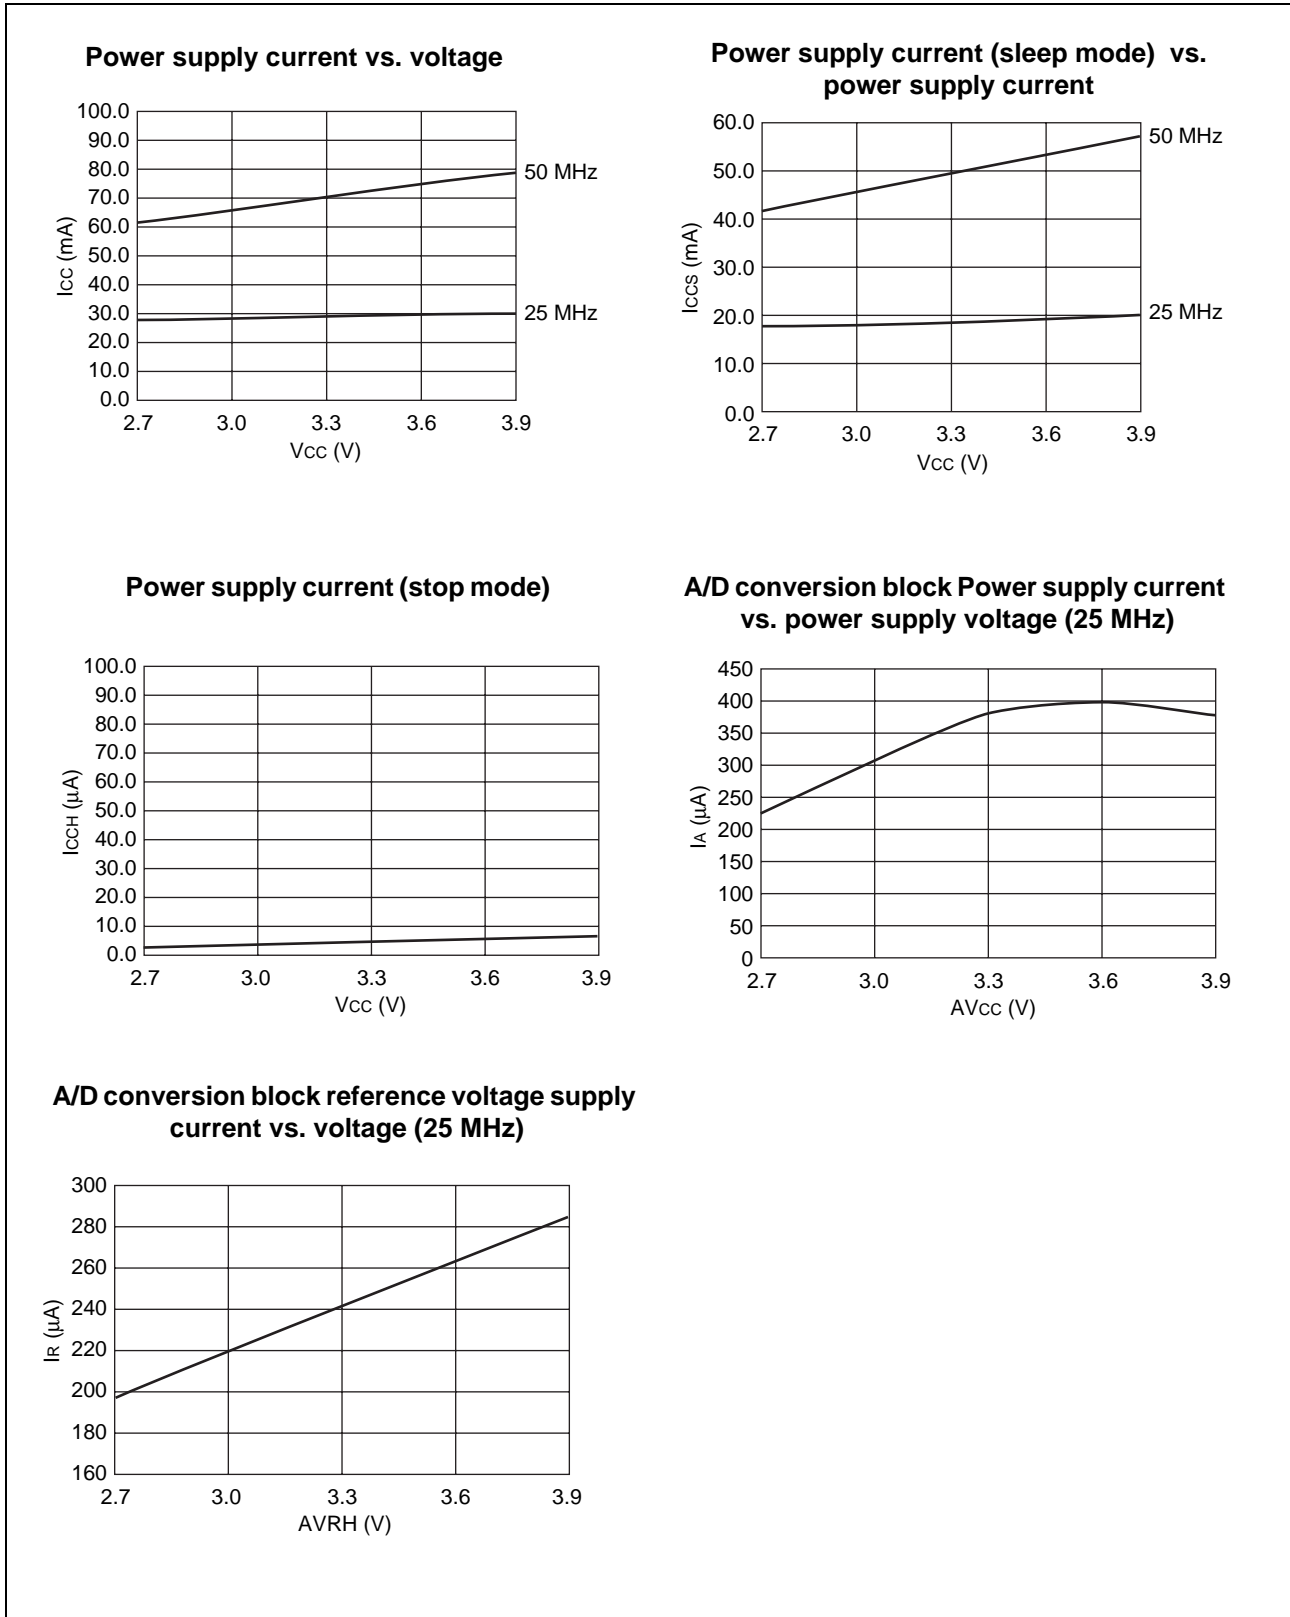 Power supply current vs. voltage
100.0
90.0
80.0
70.0
60.0
50.0
40.0
30.0
20.0
10.0
0.0
ICC (mA)
50 MHz
25 MHz
2.7 3.0 3.3 3.6 3.9
VCC (V)
Power supply current (sleep mode) vs.
power supply current
60.0
50.0
40.0
30.0
20.0
10.0
0.0
ICCS (mA)
50 MHz
25 MHz
2.7 3.0 3.3 3.6 3.9
VCC (V)
Power supply current (stop mode)
100.0
90.0
80.0
70.0
60.0
50.0
40.0
30.0
20.0
10.0
0.0
ICCH (µA)
2.7 3.0 3.3 3.6 3.9
VCC (V)
A/D conversion block Power supply current
vs. power supply voltage (25 MHz)
450
400
350
300
250
200
150
100
50
0
IA (µA)
2.7 3.0 3.3 3.6 3.9
AVCC (V)
A/D conversion block reference voltage supply
current vs. voltage (25 MHz)
300
280
260
240
220
200
180
160
IR (µA)
2.7 3.0 3.3 3.6 3.9
AVRH (V)